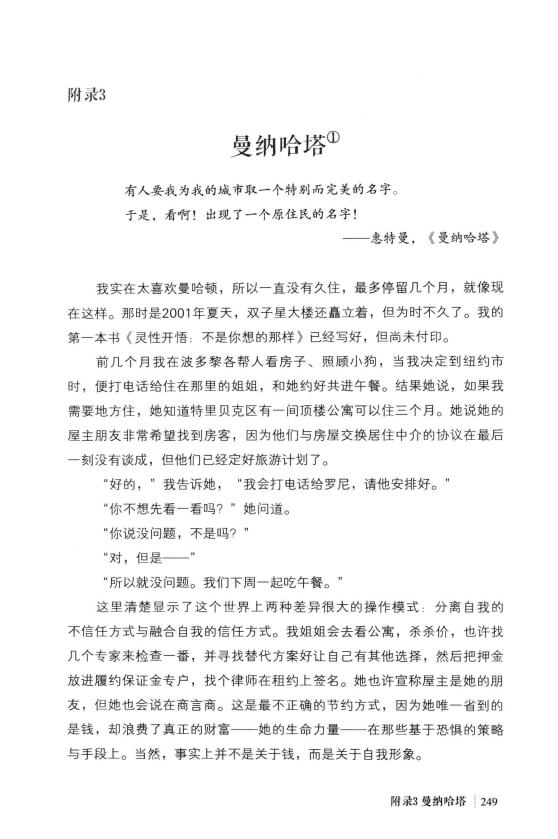 附录3
曼纳哈塔①
有人要我为我的城市取一个特别而完美的名字。
于是，看啊！出现了一个原住民的名字！
——惠特曼，《曼纳哈塔》
我实在太喜欢曼哈顿，所以一直没有久住，最多停留几个月，就像现
在这样。那时是2001年夏天，双子星大楼还矗立着，但为时不久了。我的
第一本书《灵性开悟：不是你想的那样》已经写好，但尚未付印。
前几个月我在波多黎各帮人看房子、照顾小狗，当我决定到纽约市
时，便打电话给住在那里的姐姐，和她约好共进午餐。结果她说，如果我
需要地方住，她知道特里贝克区有一间顶楼公寓可以住三个月。她说她的
屋主朋友非常希望找到房客，因为他们与房屋交换居住中介的协议在最后
一刻没有谈成，但他们已经定好旅游计划了。
“好的，”我告诉她，“我会打电话给罗尼，请他安排好。”
“你不想先看一看吗？”她问道。
“你说没问题，不是吗？”
“对，但是——”
“所以就没问题。我们下周一起吃午餐。”
这里清楚显示了这个世界上两种差异很大的操作模式：分离自我的
不信任方式与融合自我的信任方式。我姐姐会去看公寓，杀杀价，也许找
几个专家来检查一番，并寻找替代方案好让自己有其他选择，然后把押金
放进履约保证金专户，找个律师在租约上签名。她也许宣称屋主是她的朋
友，但她也会说在商言商。这是最不正确的节约方式，因为她唯一省到的
是钱，却浪费了真正的财富——她的生命力量——在那些基于恐惧的策略
与手段上。当然，事实上并不是关于钱，而是关于自我形象。
附录3 曼纳哈塔 | 249